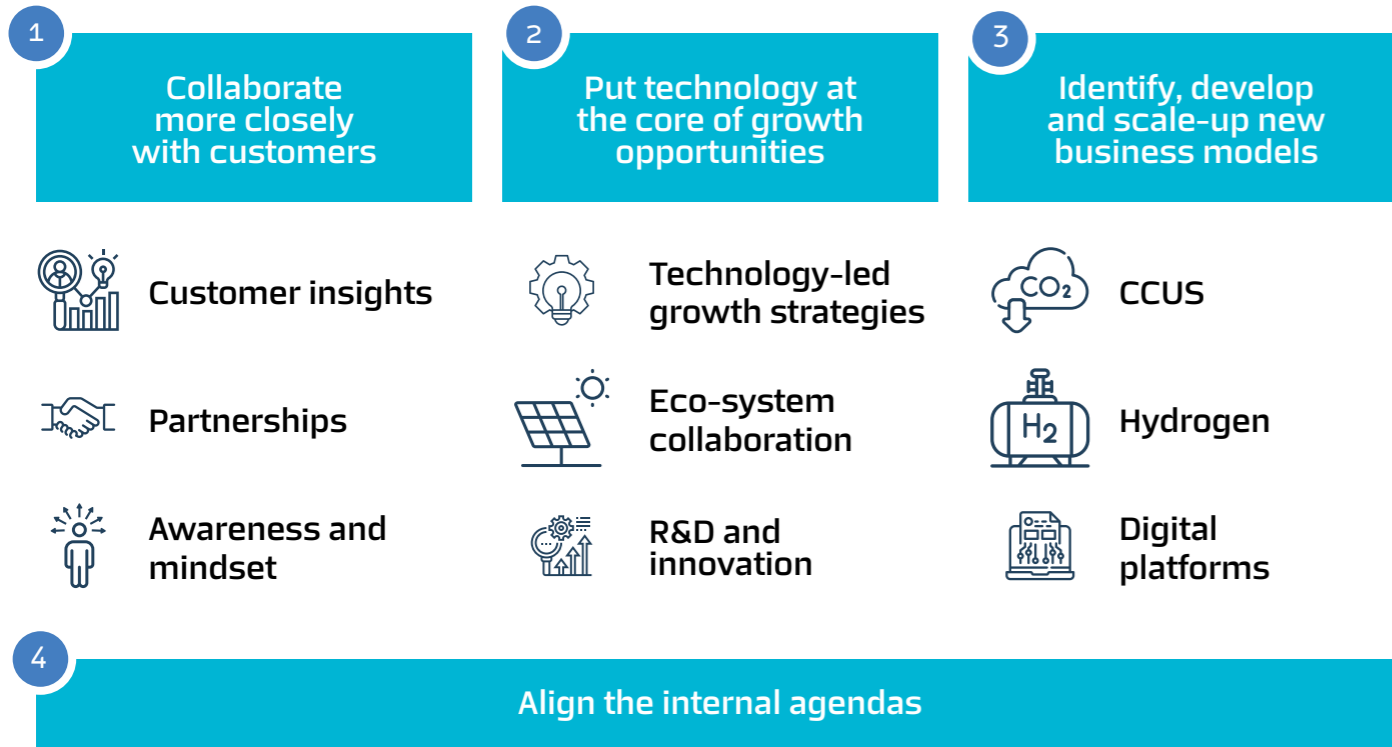 1
Collaborate
more closely
with customers
Customer insights
Partnerships
Awareness and
mindset
2
Put technology at
the core of growth
opportunities
Technology-led
growth strategies
Eco-system
collaboration
R&D and
innovation
3
Identify, develop
and scale-up new
business models
CO2
CCUS
H2
Hydrogen
Digital
platforms
4
Align the internal agendas